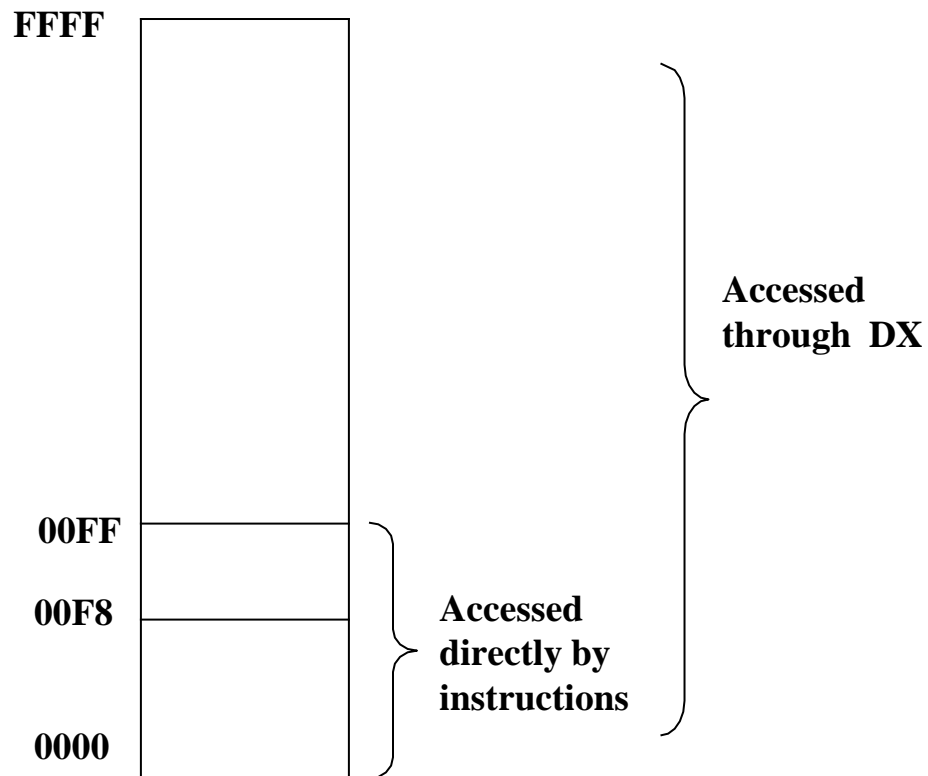 FFFF
Accessed
through DX
00FF
00F8
Accessed
directly by
instructions
0000